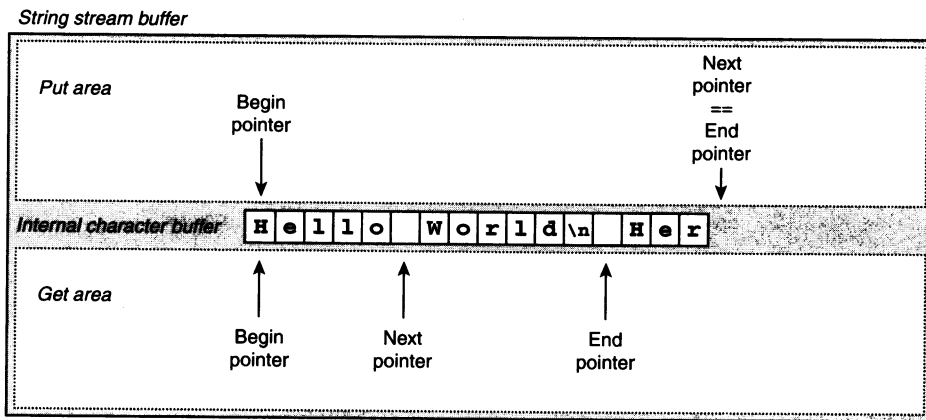 String stream buffer
Put area
Begin
pointer
Next
pointer
==
End
pointer
Internal character buffer
H e l l o W o r l d \n H e r
Get area
Begin
pointer
Next
pointer
End
pointer